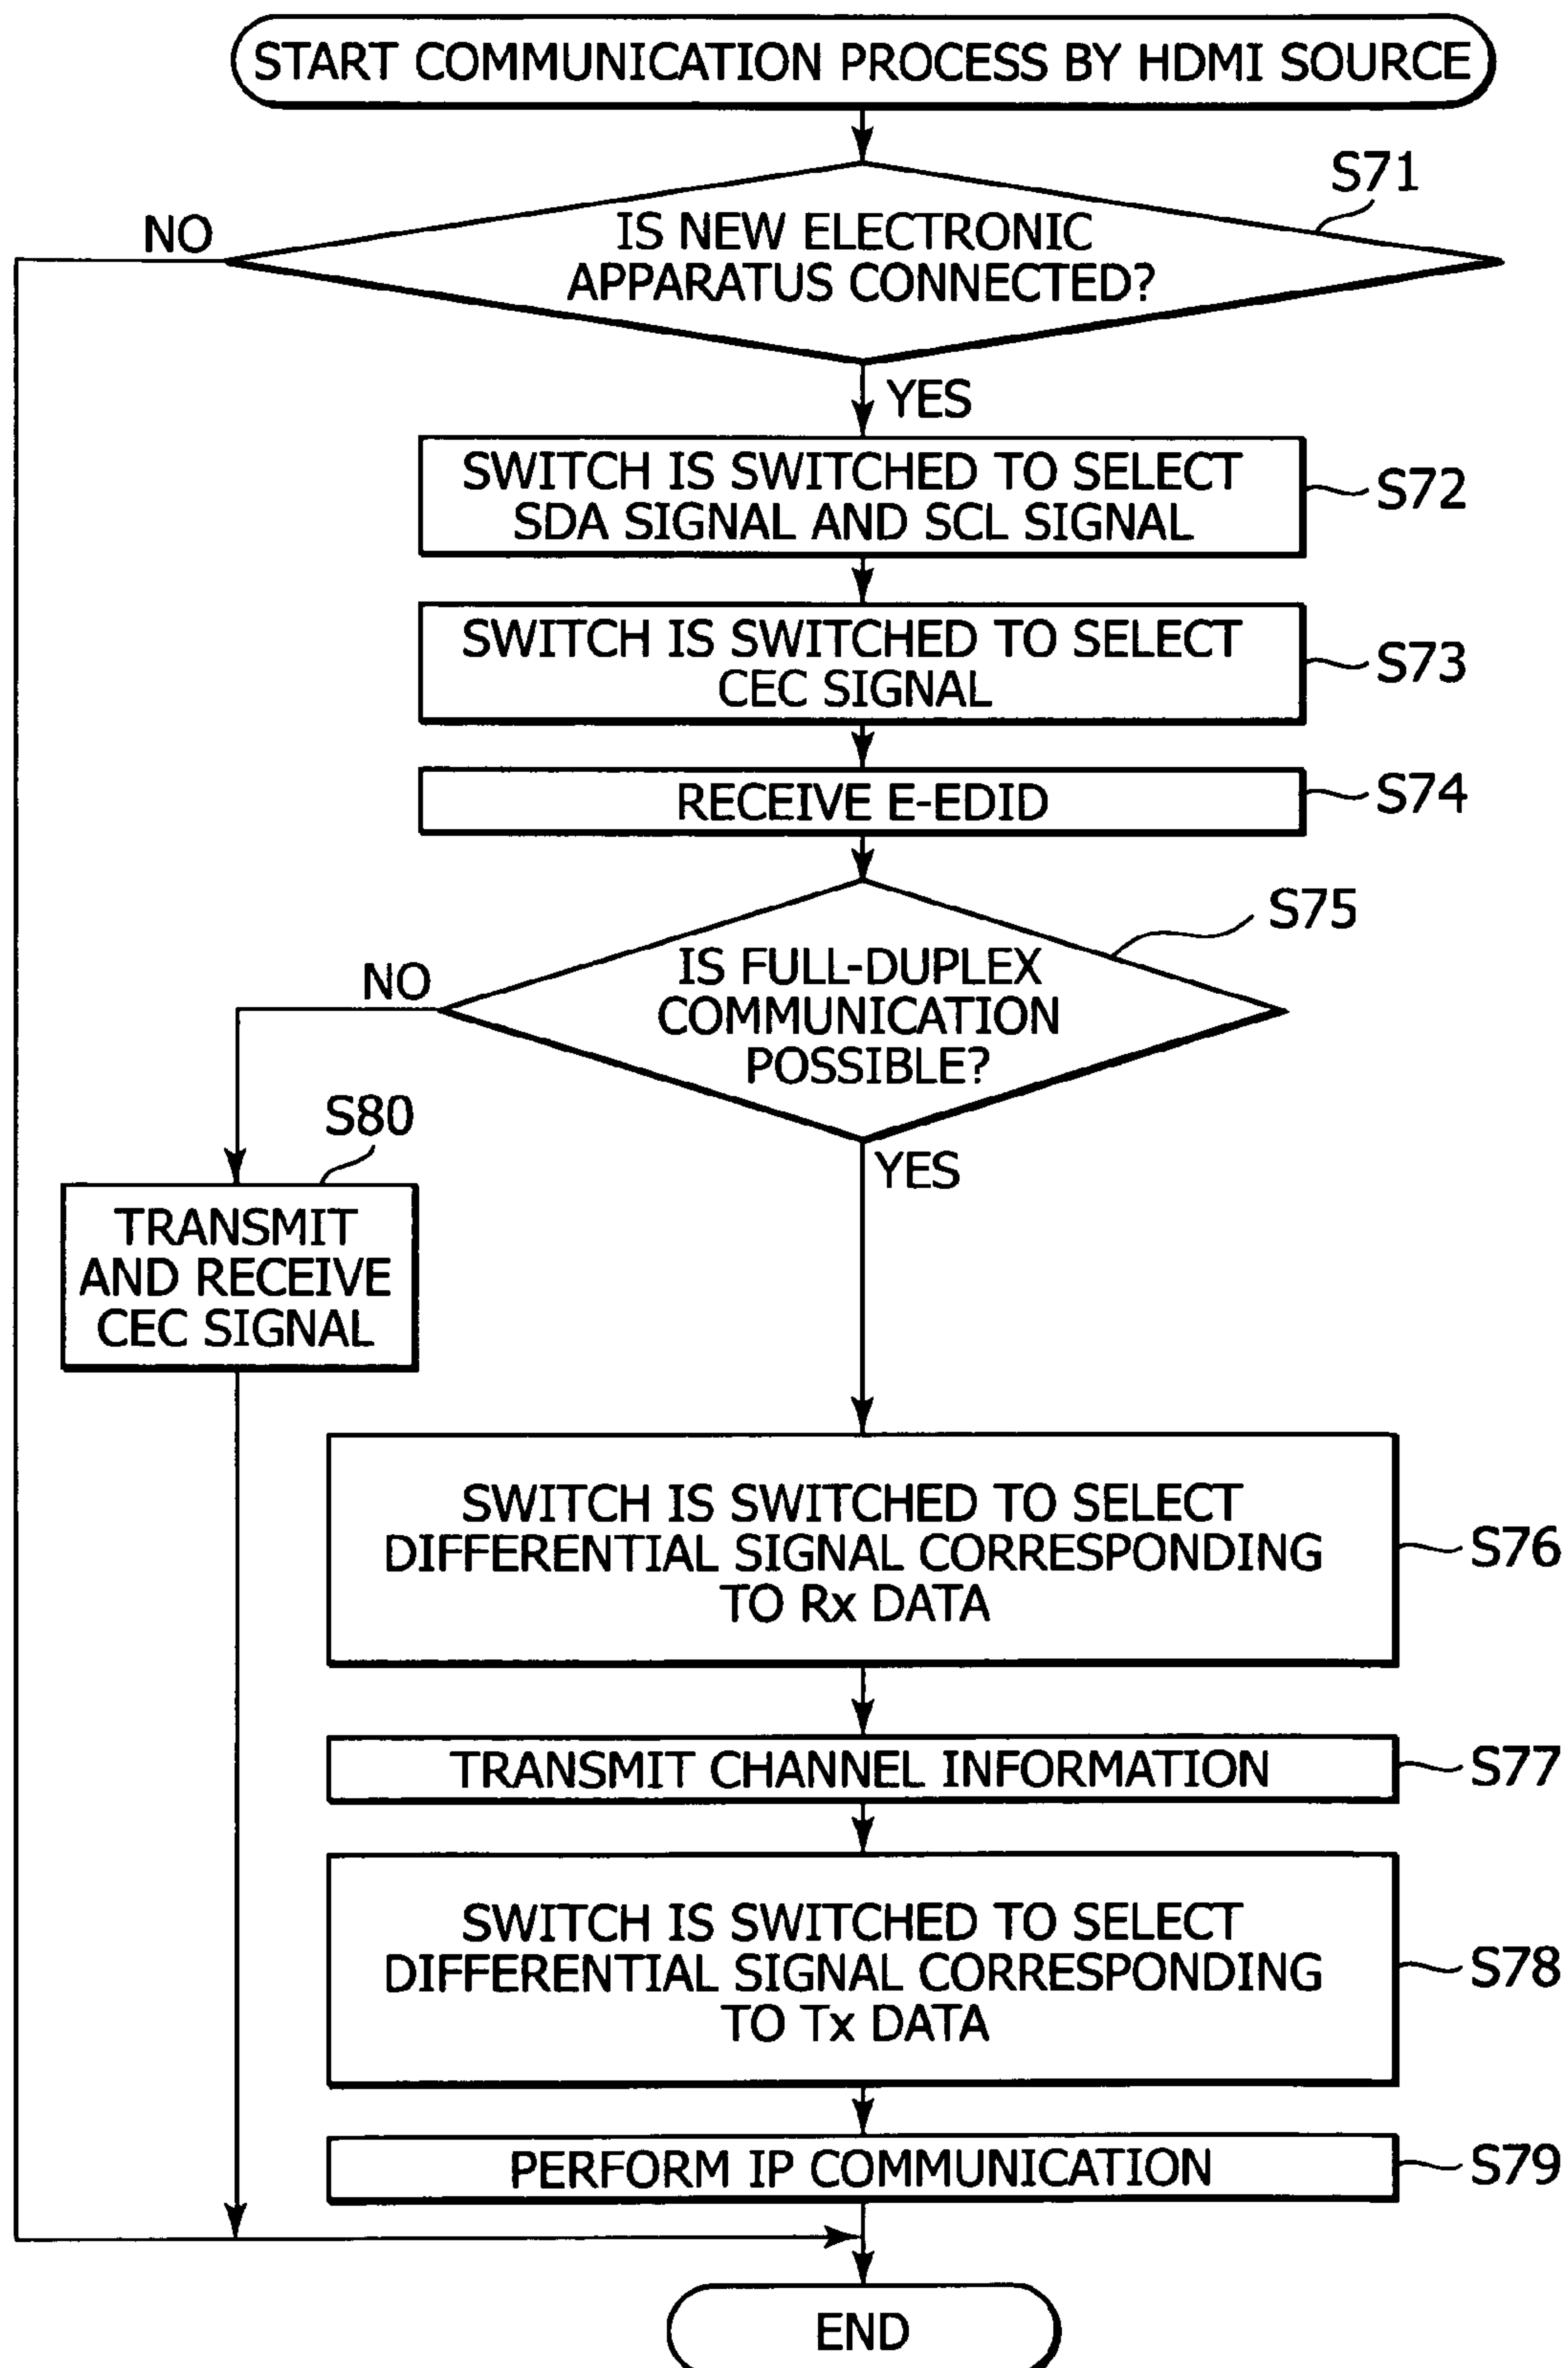 START COMMUNICATION PROCESS BY HDMI SOURCE
S71
NO
IS NEW ELECTRONIC
APPARATUS CONNECTED?
YES
SWITCH IS SWITCHED TO SELECT
SDA SIGNAL AND SCL SIGNAL
S72
SWITCH IS SWITCHED TO SELECT
CEC SIGNAL
S73
RECEIVE E-EDID
S74
S75
NO
IS FULL-DUPLEX
COMMUNICATION
POSSIBLE?
YES
S80
TRANSMIT
AND RECEIVE
CEC SIGNAL
SWITCH IS SWITCHED TO SELECT
DIFFERENTIAL SIGNAL CORRESPONDING
TO Rx DATA
S76
TRANSMIT CHANNEL INFORMATION
S77
SWITCH IS SWITCHED TO SELECT
DIFFERENTIAL SIGNAL CORRESPONDING
TO Tx DATA
S78
PERFORM IP COMMUNICATION
S79
END